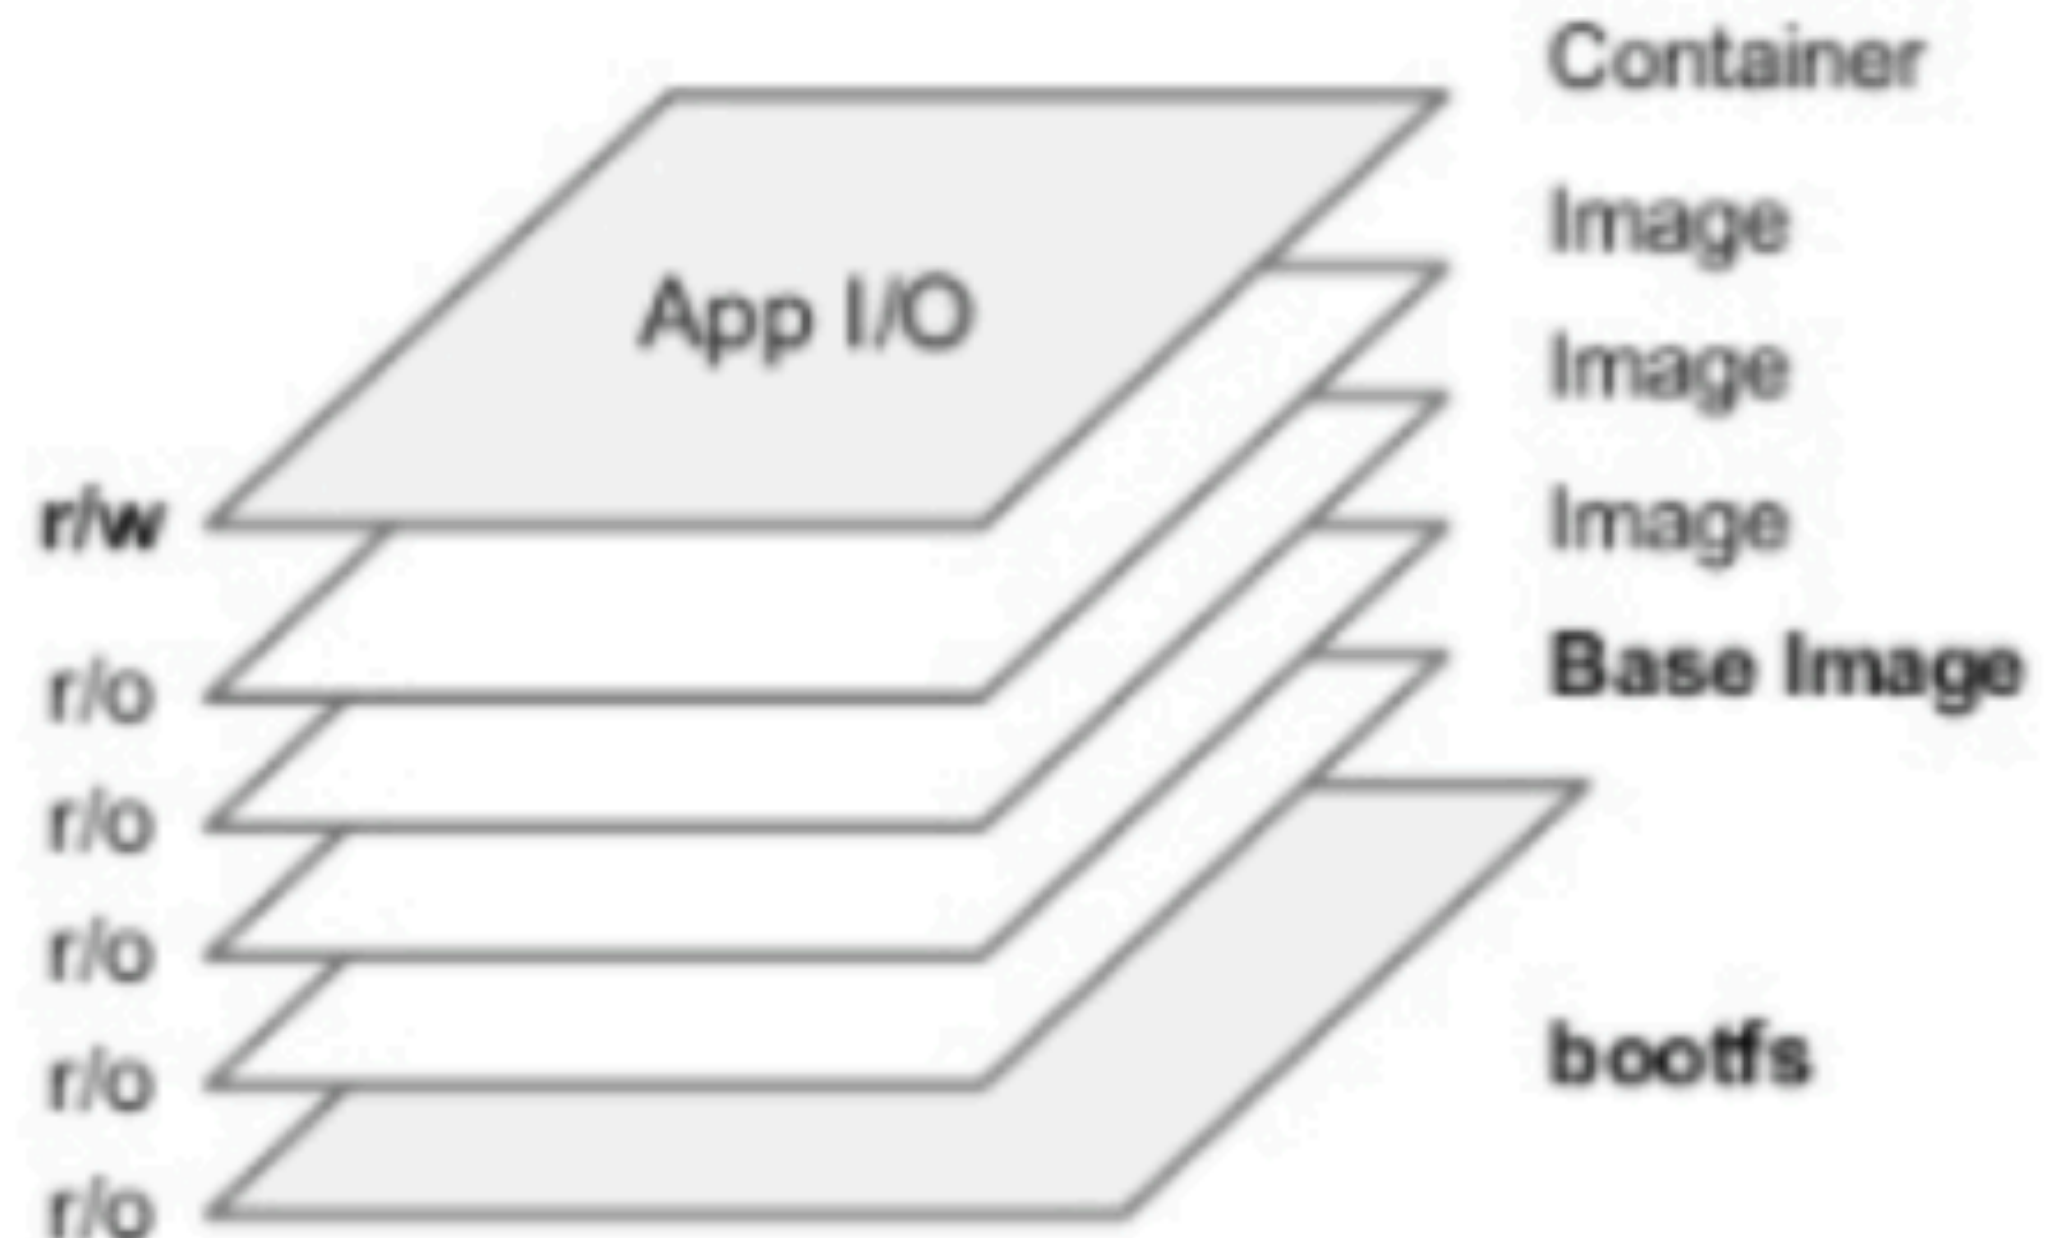 Container
Image
App I/O
Image
r/w
Image
Base Image
r/o
r/o
r/o
bootfs
r/o
r/o